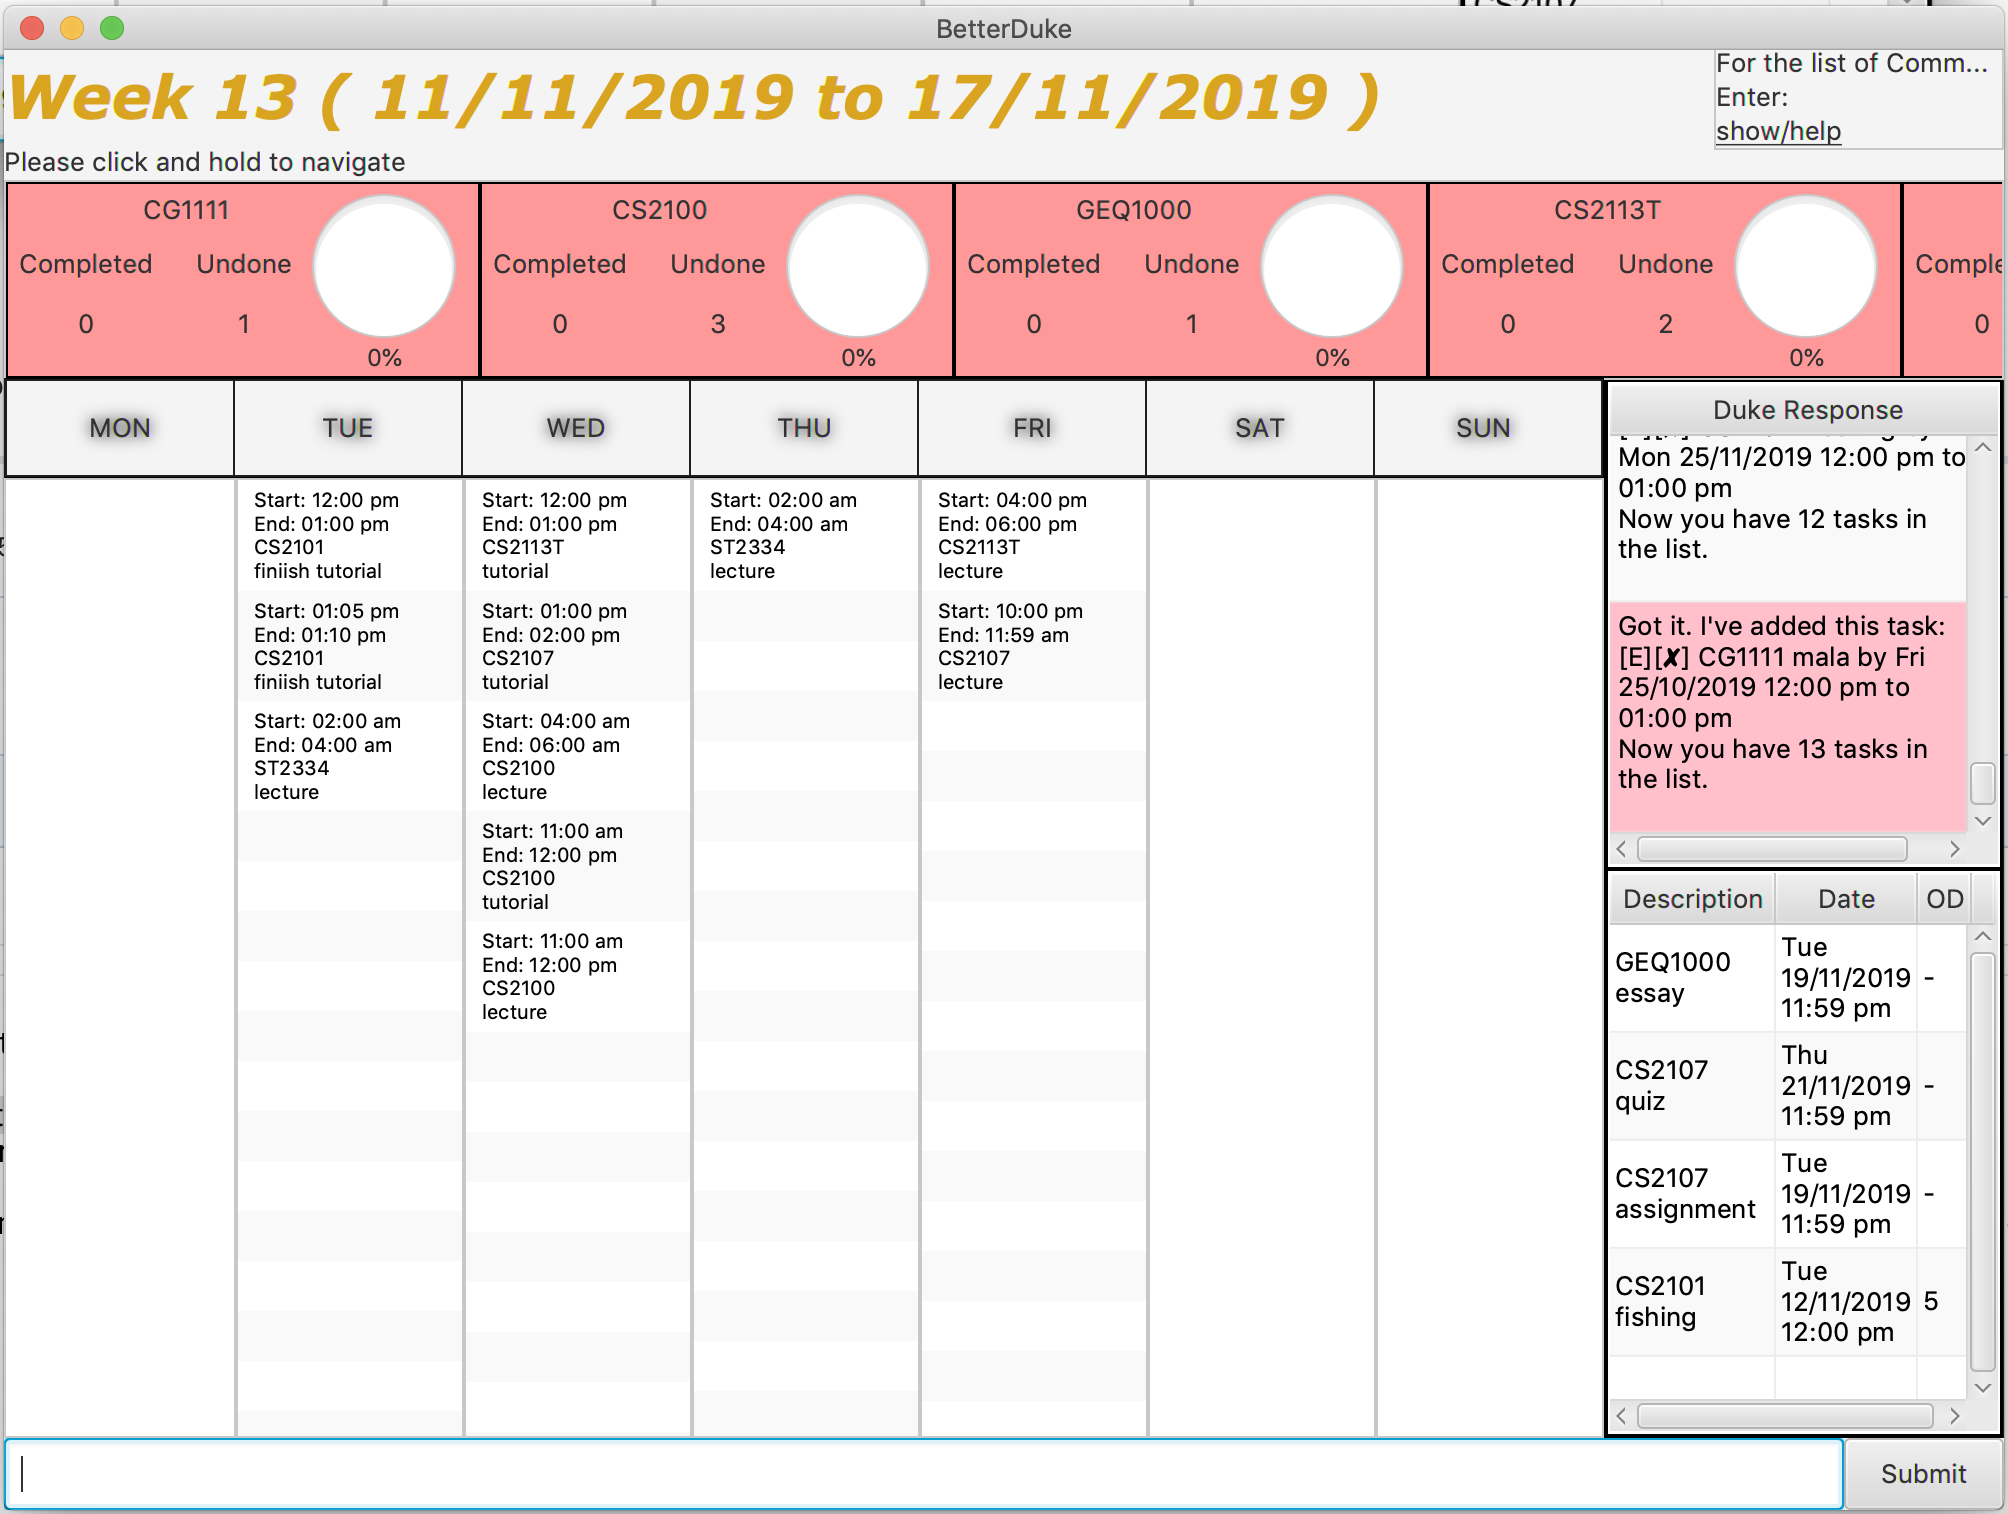 BetterDuke
Week 13 ( 11/11/2019 to 17/11/2019 )
For the list of Comm...
Enter:
show/help
Please click and hold to navigate
CG1111
Completed Undone
0 1
0%
CS2100
Completed Undone
0 3
0%
GEQ1000
Completed Undone
0 1
0%
CS2113T
Completed Undone
0 2
0%
Comple
0
MON TUE WED THU FRI SAT SUN
Start: 12:00 pm
End: 01:00 pm
CS2101
finiish tutorial
Start: 01:05 pm
End: 01:10 pm
CS2101
finiish tutorial
Start: 02:00 am
End: 04:00 am
ST2334
lecture
Start: 12:00 pm
End: 01:00 pm
CS2113T
tutorial
Start: 01:00 pm
End: 02:00 pm
CS2107
tutorial
Start: 04:00 am
End: 06:00 am
CS2100
lecture
Start: 11:00 am
End: 12:00 pm
CS2100
tutorial
Start: 11:00 am
End: 12:00 pm
CS2100
lecture
Start: 02:00 am
End: 04:00 am
ST2334
lecture
Start: 04:00 pm
End: 06:00 pm
CS2113T
lecture
Start: 10:00 pm
End: 11:59 am
CS2107
lecture
Duke Response
Mon 25/11/2019 12:00 pm to
01:00 pm
Now you have 12 tasks in
the list.
Got it. I've added this task:
[E][✘] CG1111 mala by Fri
25/10/2019 12:00 pm to
01:00 pm
Now you have 13 tasks in
the list.
Description Date OD
GEQ1000
essay
Tue
19/11/2019
11:59 pm
-
CS2107
quiz
Thu
21/11/2019
11:59 pm
-
CS2107
assignment
Tue
19/11/2019
11:59 pm
-
CS2101
fishing
Tue
12/11/2019
12:00 pm
5
Submit